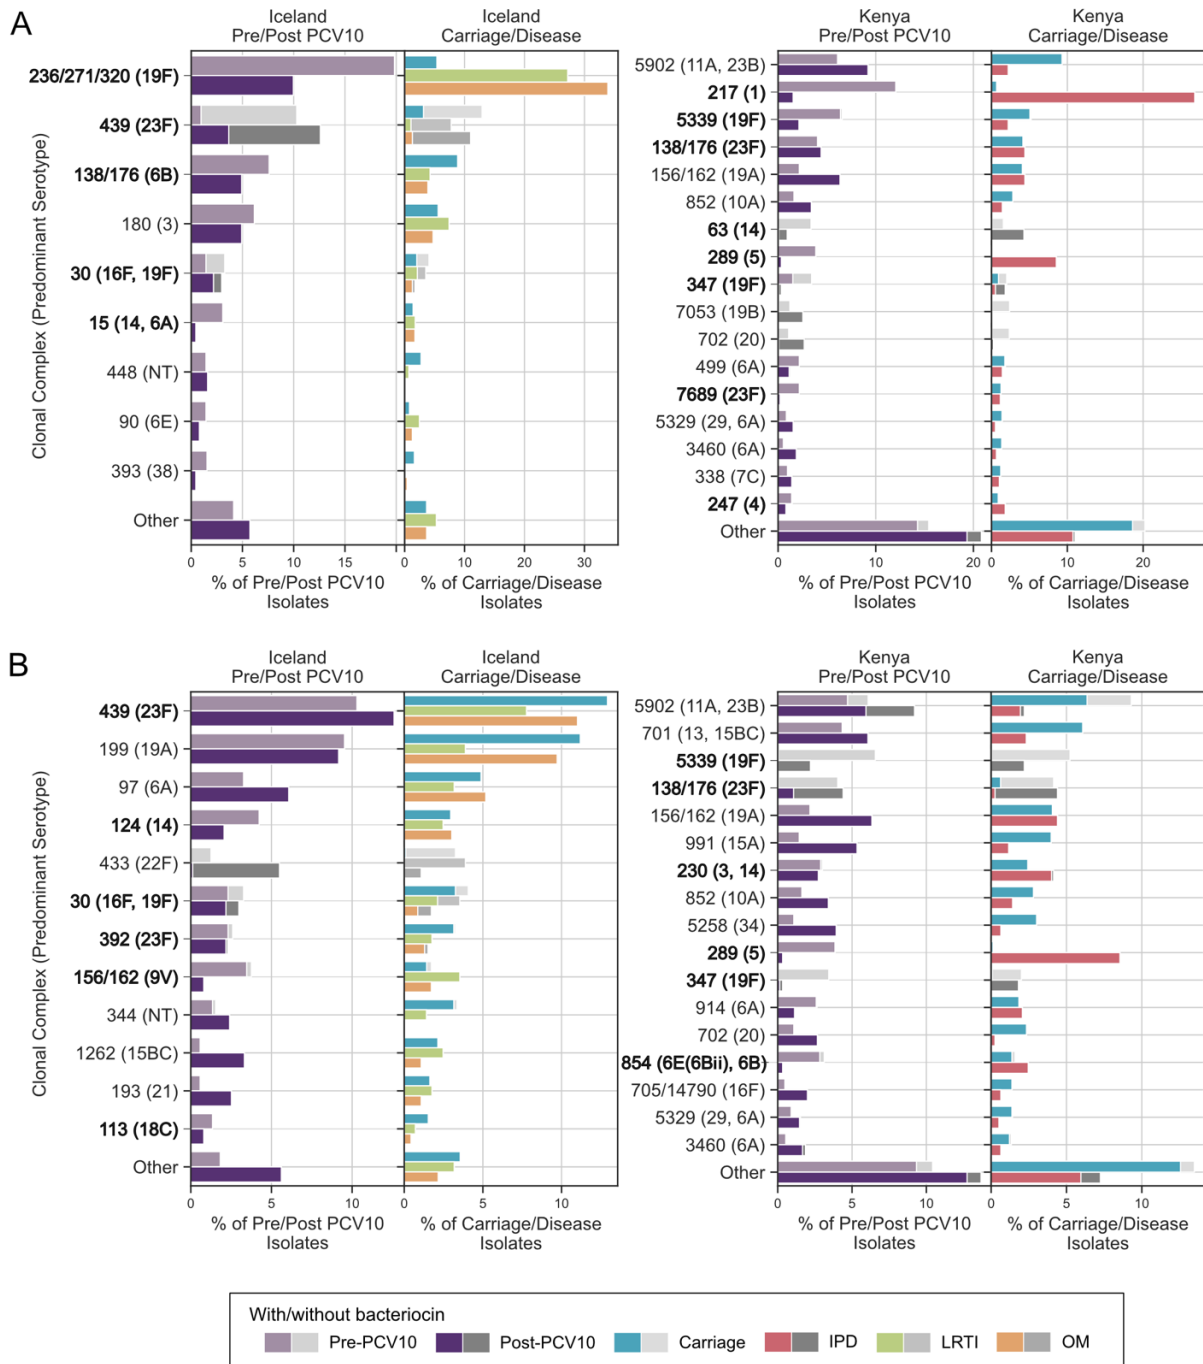 A
Iceland
Pre/Post PCV10
Iceland
Carriage/Disease
Kenya
Pre/Post PCV10
Kenya
Carriage/Disease
Clonal Complex (Predominant Serotype)
236/271/320 (19F)
439 (23F)
138/176 (6B)
180 (3)
30 (16F, 19F)
15 (14, 6A)
448 (NT)
90 (6E)
393 (38)
Other
0 5 10 15
% of Pre/Post PCV10
Isolates
0 10 20 30
% of Carriage/Disease
Isolates
5902 (11A, 23B)
217 (1)
5339 (19F)
138/176 (23F)
156/162 (19A)
852 (10A)
63 (14)
289 (5)
347 (19F)
7053 (19B)
702 (20)
499 (6A)
7689 (23F)
5329 (29, 6A)
3460 (6A)
338 (7C)
247 (4)
Other
0 10 20
% of Pre/Post PCV10
Isolates
0 10 20
% of Carriage/Disease
Isolates
B
Iceland
Pre/Post PCV10
Iceland
Carriage/Disease
Kenya
Pre/Post PCV10
Kenya
Carriage/Disease
Clonal Complex (Predominant Serotype)
439 (23F)
199 (19A)
97 (6A)
124 (14)
433 (22F)
30 (16F, 19F)
392 (23F)
156/162 (9V)
344 (NT)
1262 (15BC)
193 (21)
113 (18C)
Other
0 5 10
% of Pre/Post PCV10
Isolates
0 5 10
% of Carriage/Disease
Isolates
5902 (11A, 23B)
701 (13, 15BC)
5339 (19F)
138/176 (23F)
156/162 (19A)
991 (15A)
230 (3, 14)
852 (10A)
5258 (34)
289 (5)
347 (19F)
914 (6A)
702 (20)
854 (6E(6Bii), 6B)
705/14790 (16F)
5329 (29, 6A)
3460 (6A)
Other
0 5 10
% of Pre/Post PCV10
Isolates
0 5 10
% of Carriage/Disease
Isolates
With/without bacteriocin
Pre-PCV10 Post-PCV10 Carriage IPD LRTI OM